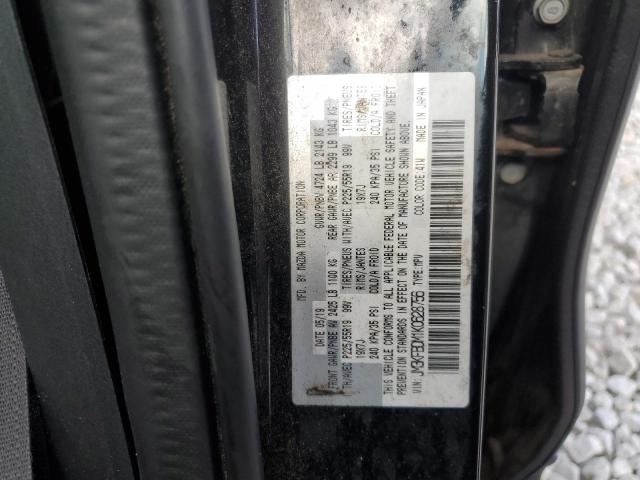 MFD. BY MAZDA MOTOR CORPORATION
DATE 05/19 GVWR/PNBV 4724 LB 2143 KG
FRONT GAWR/PNBE AV 2425 LB 1100 KG REAR GAWR/PNBE AR 2299 LB 1043 KG
WITH/AVEC P225/55R19 99V TIRES/PNEUS WITH/AVEC P225/55R19 99V TIRES/PNEUS
19X7J RIMS/JANTES 19X7J RIMS/JANTES
240 KPA/35 PSI COLD/A FROID 240 KPA/35 PSI COLD/A FROID
THIS VEHICLE CONFORMS TO ALL APPLICABLE FEDERAL MOTOR VEHICLE SAFETY, AND THEFT
PREVENTION STANDARDS IN EFFECT ON THE DATE OF MANUFACTURE SHOWN ABOVE.
COLOR CODE:41W MADE IN JAPAN
VIN: TYPE:MPV